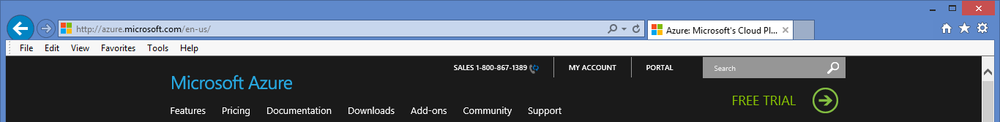 http://azure.microsoft.com/en-us/
Azure: Microsoft's Cloud Pl...
File Edit View Favorites Tools Help
SALES 1-800-867-1389 MY ACCOUNT PORTAL Search
Microsoft Azure
FREE TRIAL
Features Pricing Documentation Downloads Add-ons Community Support